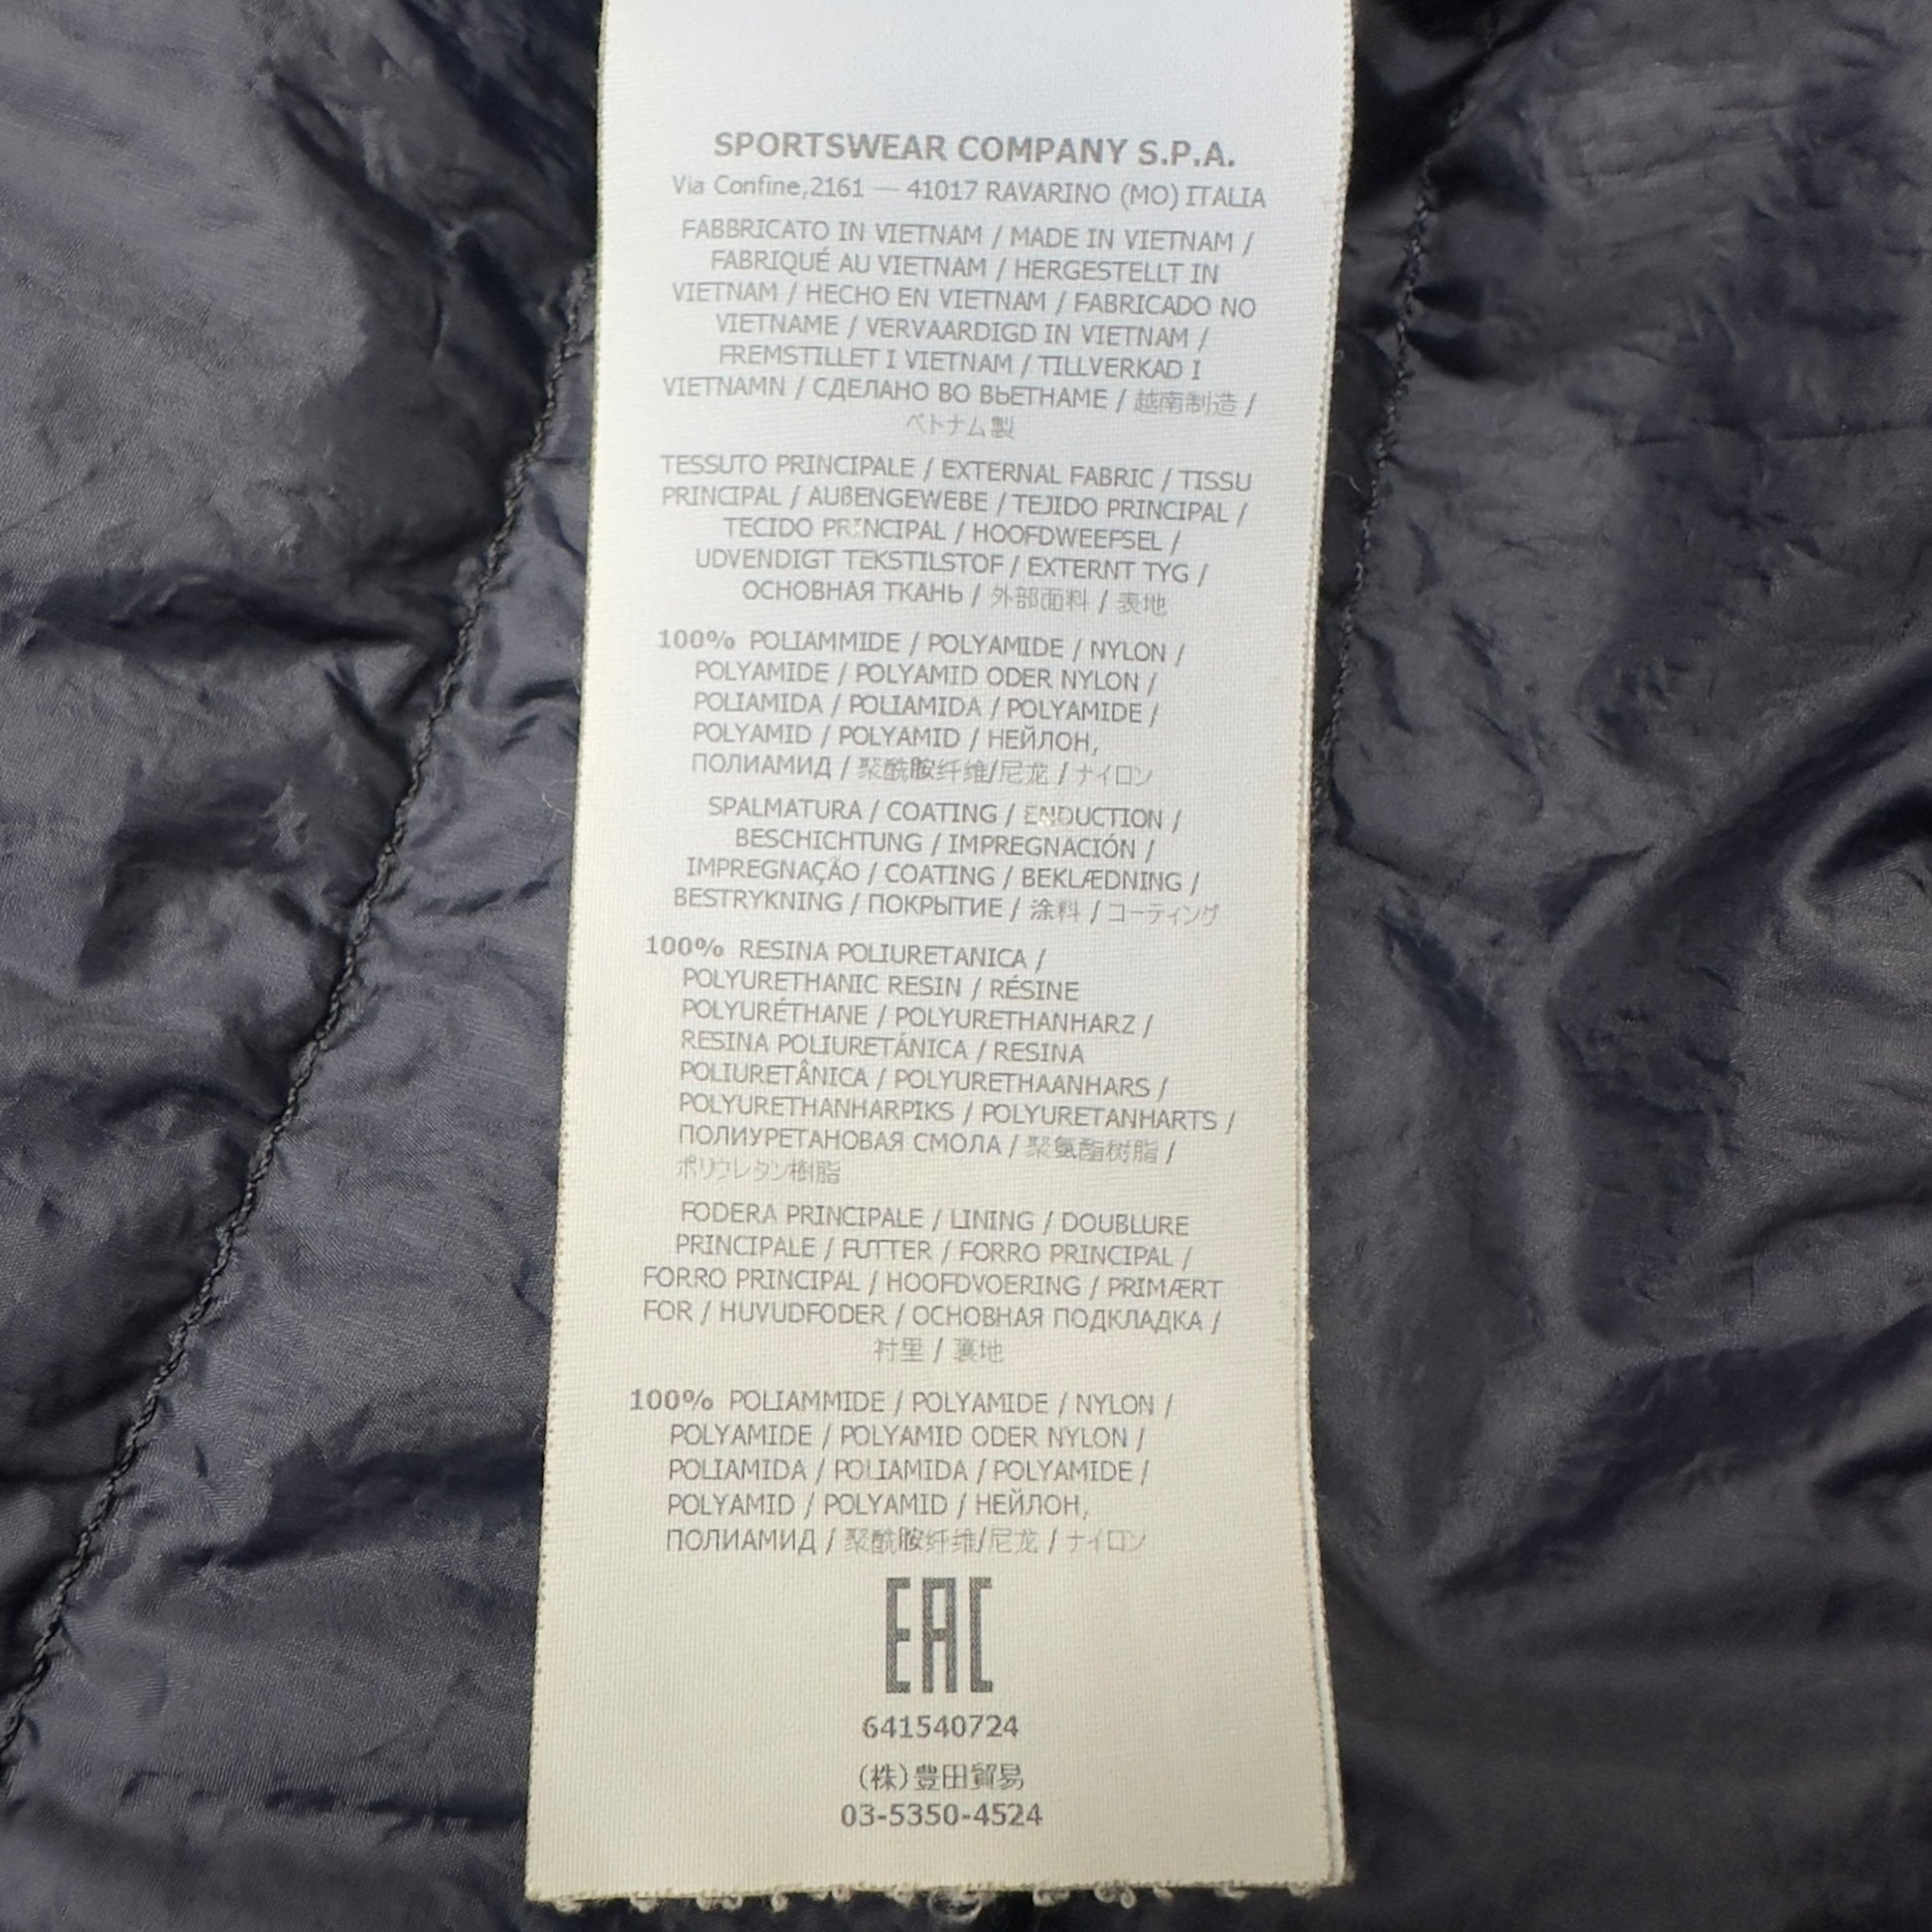 SPORTSWEAR COMPANY S.P.A.
Via Confine,2161 — 41017 RAVARINO (MO) ITALIA
FABBRICATO IN VIETNAM / MADE IN VIETNAM /
FABRIQUÉ AU VIETNAM / HERGESTELLT IN
VIETNAM / HECHO EN VIETNAM / FABRICADO NO
VIETNAME / VERVAARDIGD IN VIETNAM /
FREMSTILLET I VIETNAM / TILLVERKAD I
VIETNAMN / СДЕЛАНО ВО ВЬЕТНАМЕ / 越南制造 /
ベトナム製
TESSUTO PRINCIPALE / EXTERNAL FABRIC / TISSU
PRINCIPAL / AUßENGEWEBE / TEJIDO PRINCIPAL /
TECIDO PRINCIPAL / HOOFDWEEFSEL /
UDVENDIGT TEKSTILSTOF / EXTERNT TYG /
ОСНОВНАЯ ТКАНЬ / 外部面料 / 表地
100% POLIAMMIDE / POLYAMIDE / NYLON /
POLYAMIDE / POLYAMID ODER NYLON /
POLIAMIDA / POLIAMIDA / POLYAMIDE /
POLYAMID / POLYAMID / НЕЙЛОН,
ПОЛИАМИД / 聚酰胺纤维/尼龙 / ナイロン
SPALMATURA / COATING / ENDUCTION /
BESCHICHTUNG / IMPREGNACIÓN /
IMPREGNAÇÃO / COATING / BEKLÆDNING /
BESTRYKNING / ПОКРЫТИЕ / 涂料 / コーティング
100% RESINA POLIURETANICA /
POLYURETHANIC RESIN / RÉSINE
POLYURÉTHANE / POLYURETHANHARZ /
RESINA POLIURETÁNICA / RESINA
POLIURETÂNICA / POLYURETHAANHARS /
POLYURETHANHARPIKS / POLYURETANHARTS /
ПОЛИУРЕТАНОВАЯ СМОЛА / 聚氨酯树脂 /
ポリウレタン樹脂
FODERA PRINCIPALE / LINING / DOUBLURE
PRINCIPALE / FUTTER / FORRO PRINCIPAL /
FORRO PRINCIPAL / HOOFDVOERING / PRIMÆRT
FOR / HUVUDFODER / ОСНОВНАЯ ПОДКЛАДКА /
衬里 / 裏地
100% POLIAMMIDE / POLYAMIDE / NYLON /
POLYAMIDE / POLYAMID ODER NYLON /
POLIAMIDA / POLIAMIDA / POLYAMIDE /
POLYAMID / POLYAMID / НЕЙЛОН,
ПОЛИАМИД / 聚酰胺纤维/尼龙 / ナイロン
EAC
641540724
(株)豊田貿易
03-5350-4524